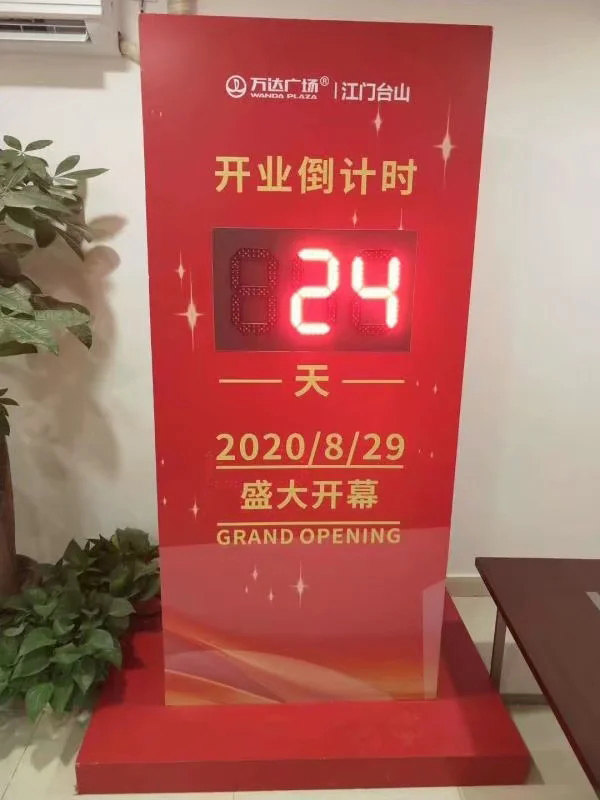 万达广场® | 江门台山
WANDA PLAZA
开业倒计时
24
天
2020/8/29
盛大开幕
GRAND OPENING